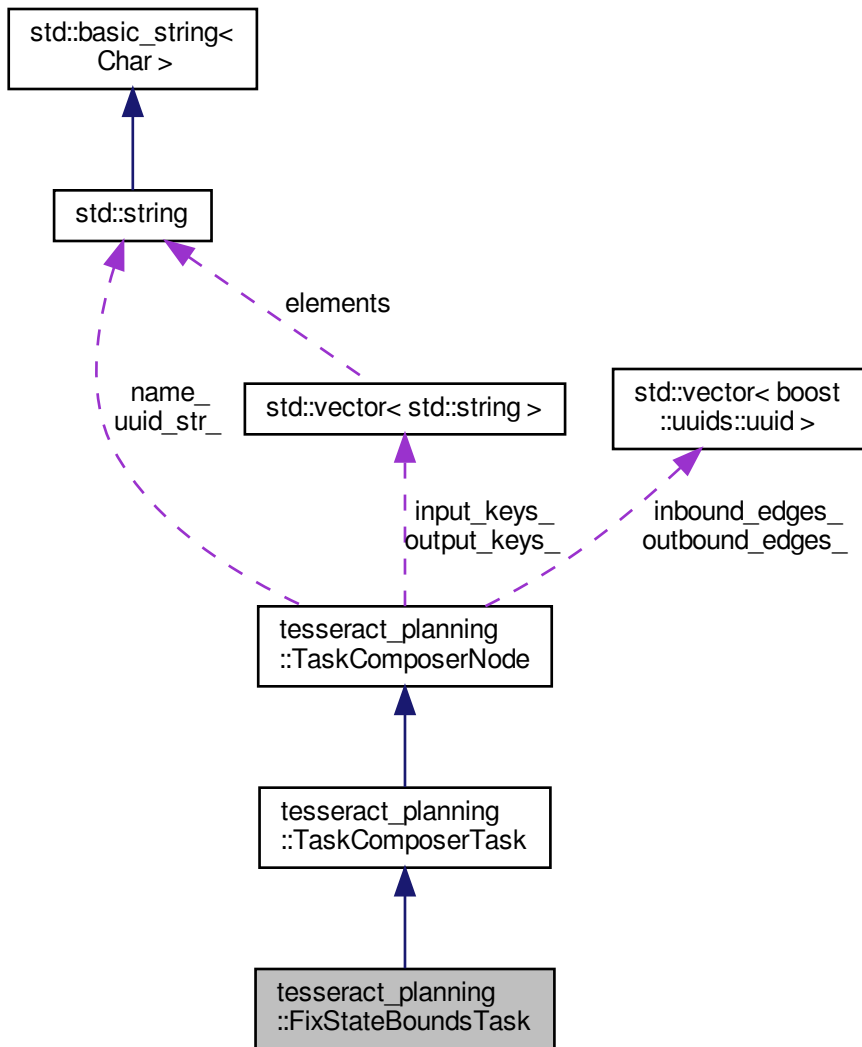 std::basic_string<
Char >
std::string
elements
name_
uuid_str_
std::vector< std::string >
std::vector< boost
::uuids::uuid >
input_keys_
output_keys_
inbound_edges_
outbound_edges_
tesseract_planning
::TaskComposerNode
tesseract_planning
::TaskComposerTask
tesseract_planning
::FixStateBoundsTask